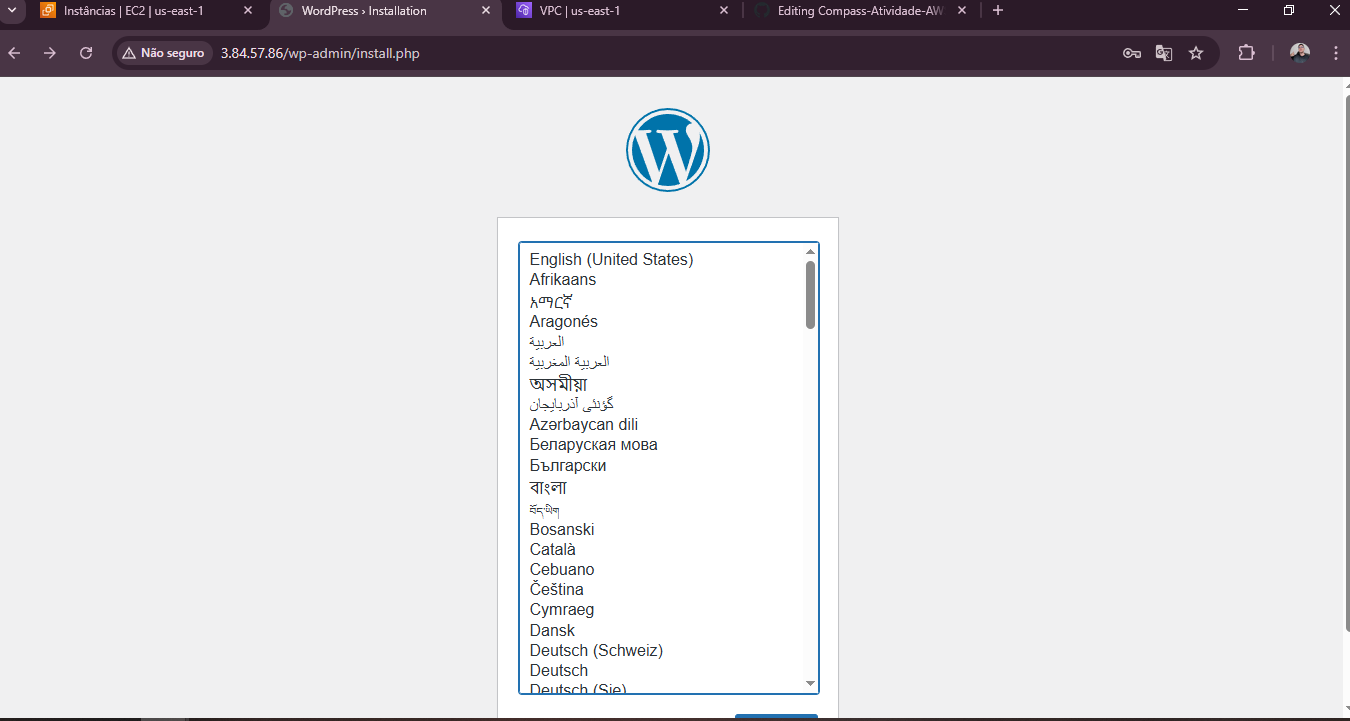 Instâncias | EC2 | us-east-1
WordPress › Installation
VPC | us-east-1
Editing Compass-Atividade-AW
Não seguro
3.84.57.86/wp-admin/install.php
English (United States)
Afrikaans
አማርኛ
Aragonés
العربية
العربية المغربية
অসমীয়া
گؤنئی آذربایجان
Azərbaycan dili
Беларуская мова
Български
বাংলা
བོད་ཡིག
Bosanski
Català
Cebuano
Čeština
Cymraeg
Dansk
Deutsch (Schweiz)
Deutsch
Deutsch (Sie)